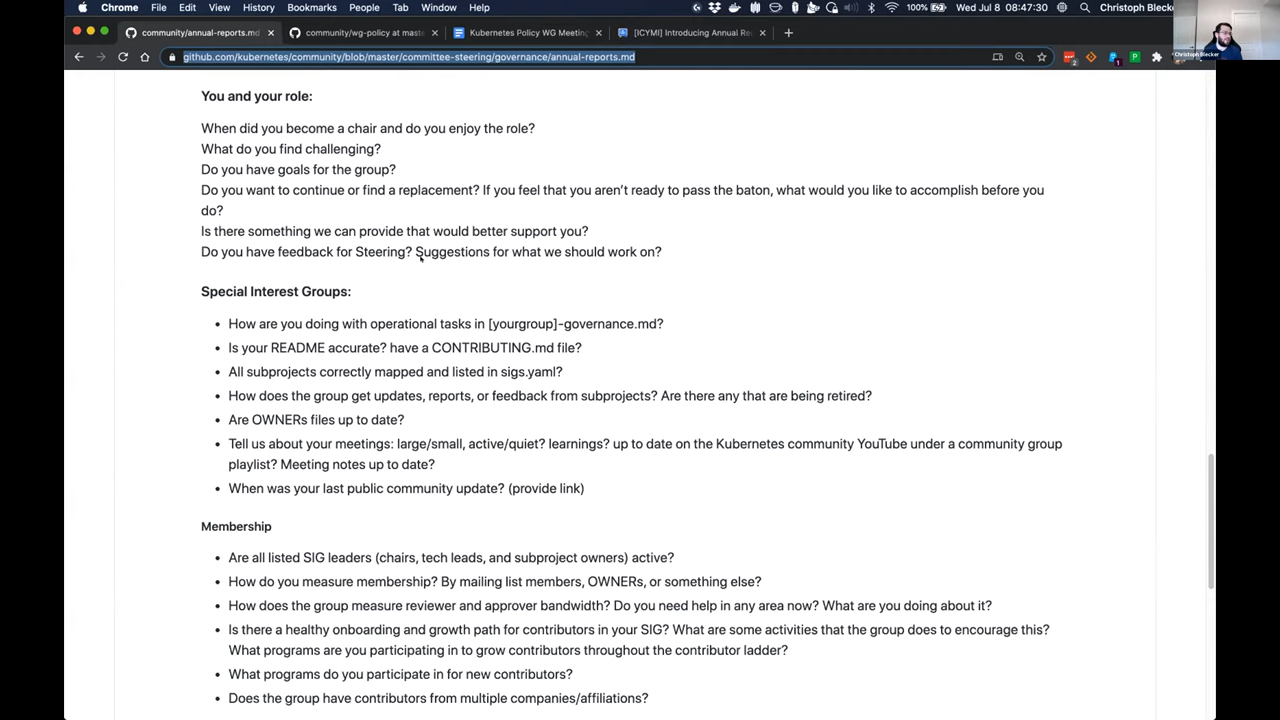 Chrome File Edit View History Bookmarks People Tab Window Help 100% Wed Jul 8 08:47:30 Christoph Blecker
community/annual-reports.md
community/wg-policy at maste
Kubernetes Policy WG Meeting
[ICYMI] Introducing Annual Re
github.com/kubernetes/community/blob/master/committee-steering/governance/annual-reports.md
Christoph Blecker
You and your role:
When did you become a chair and do you enjoy the role?
What do you find challenging?
Do you have goals for the group?
Do you want to continue or find a replacement? If you feel that you aren’t ready to pass the baton, what would you like to accomplish before you
do?
Is there something we can provide that would better support you?
Do you have feedback for Steering? Suggestions for what we should work on?
Special Interest Groups:
• How are you doing with operational tasks in [yourgroup]-governance.md?
• Is your README accurate? have a CONTRIBUTING.md file?
• All subprojects correctly mapped and listed in sigs.yaml?
• How does the group get updates, reports, or feedback from subprojects? Are there any that are being retired?
• Are OWNERs files up to date?
• Tell us about your meetings: large/small, active/quiet? learnings? up to date on the Kubernetes community YouTube under a community group
playlist? Meeting notes up to date?
• When was your last public community update? (provide link)
Membership
• Are all listed SIG leaders (chairs, tech leads, and subproject owners) active?
• How do you measure membership? By mailing list members, OWNERs, or something else?
• How does the group measure reviewer and approver bandwidth? Do you need help in any area now? What are you doing about it?
• Is there a healthy onboarding and growth path for contributors in your SIG? What are some activities that the group does to encourage this?
What programs are you participating in to grow contributors throughout the contributor ladder?
• What programs do you participate in for new contributors?
• Does the group have contributors from multiple companies/affiliations?